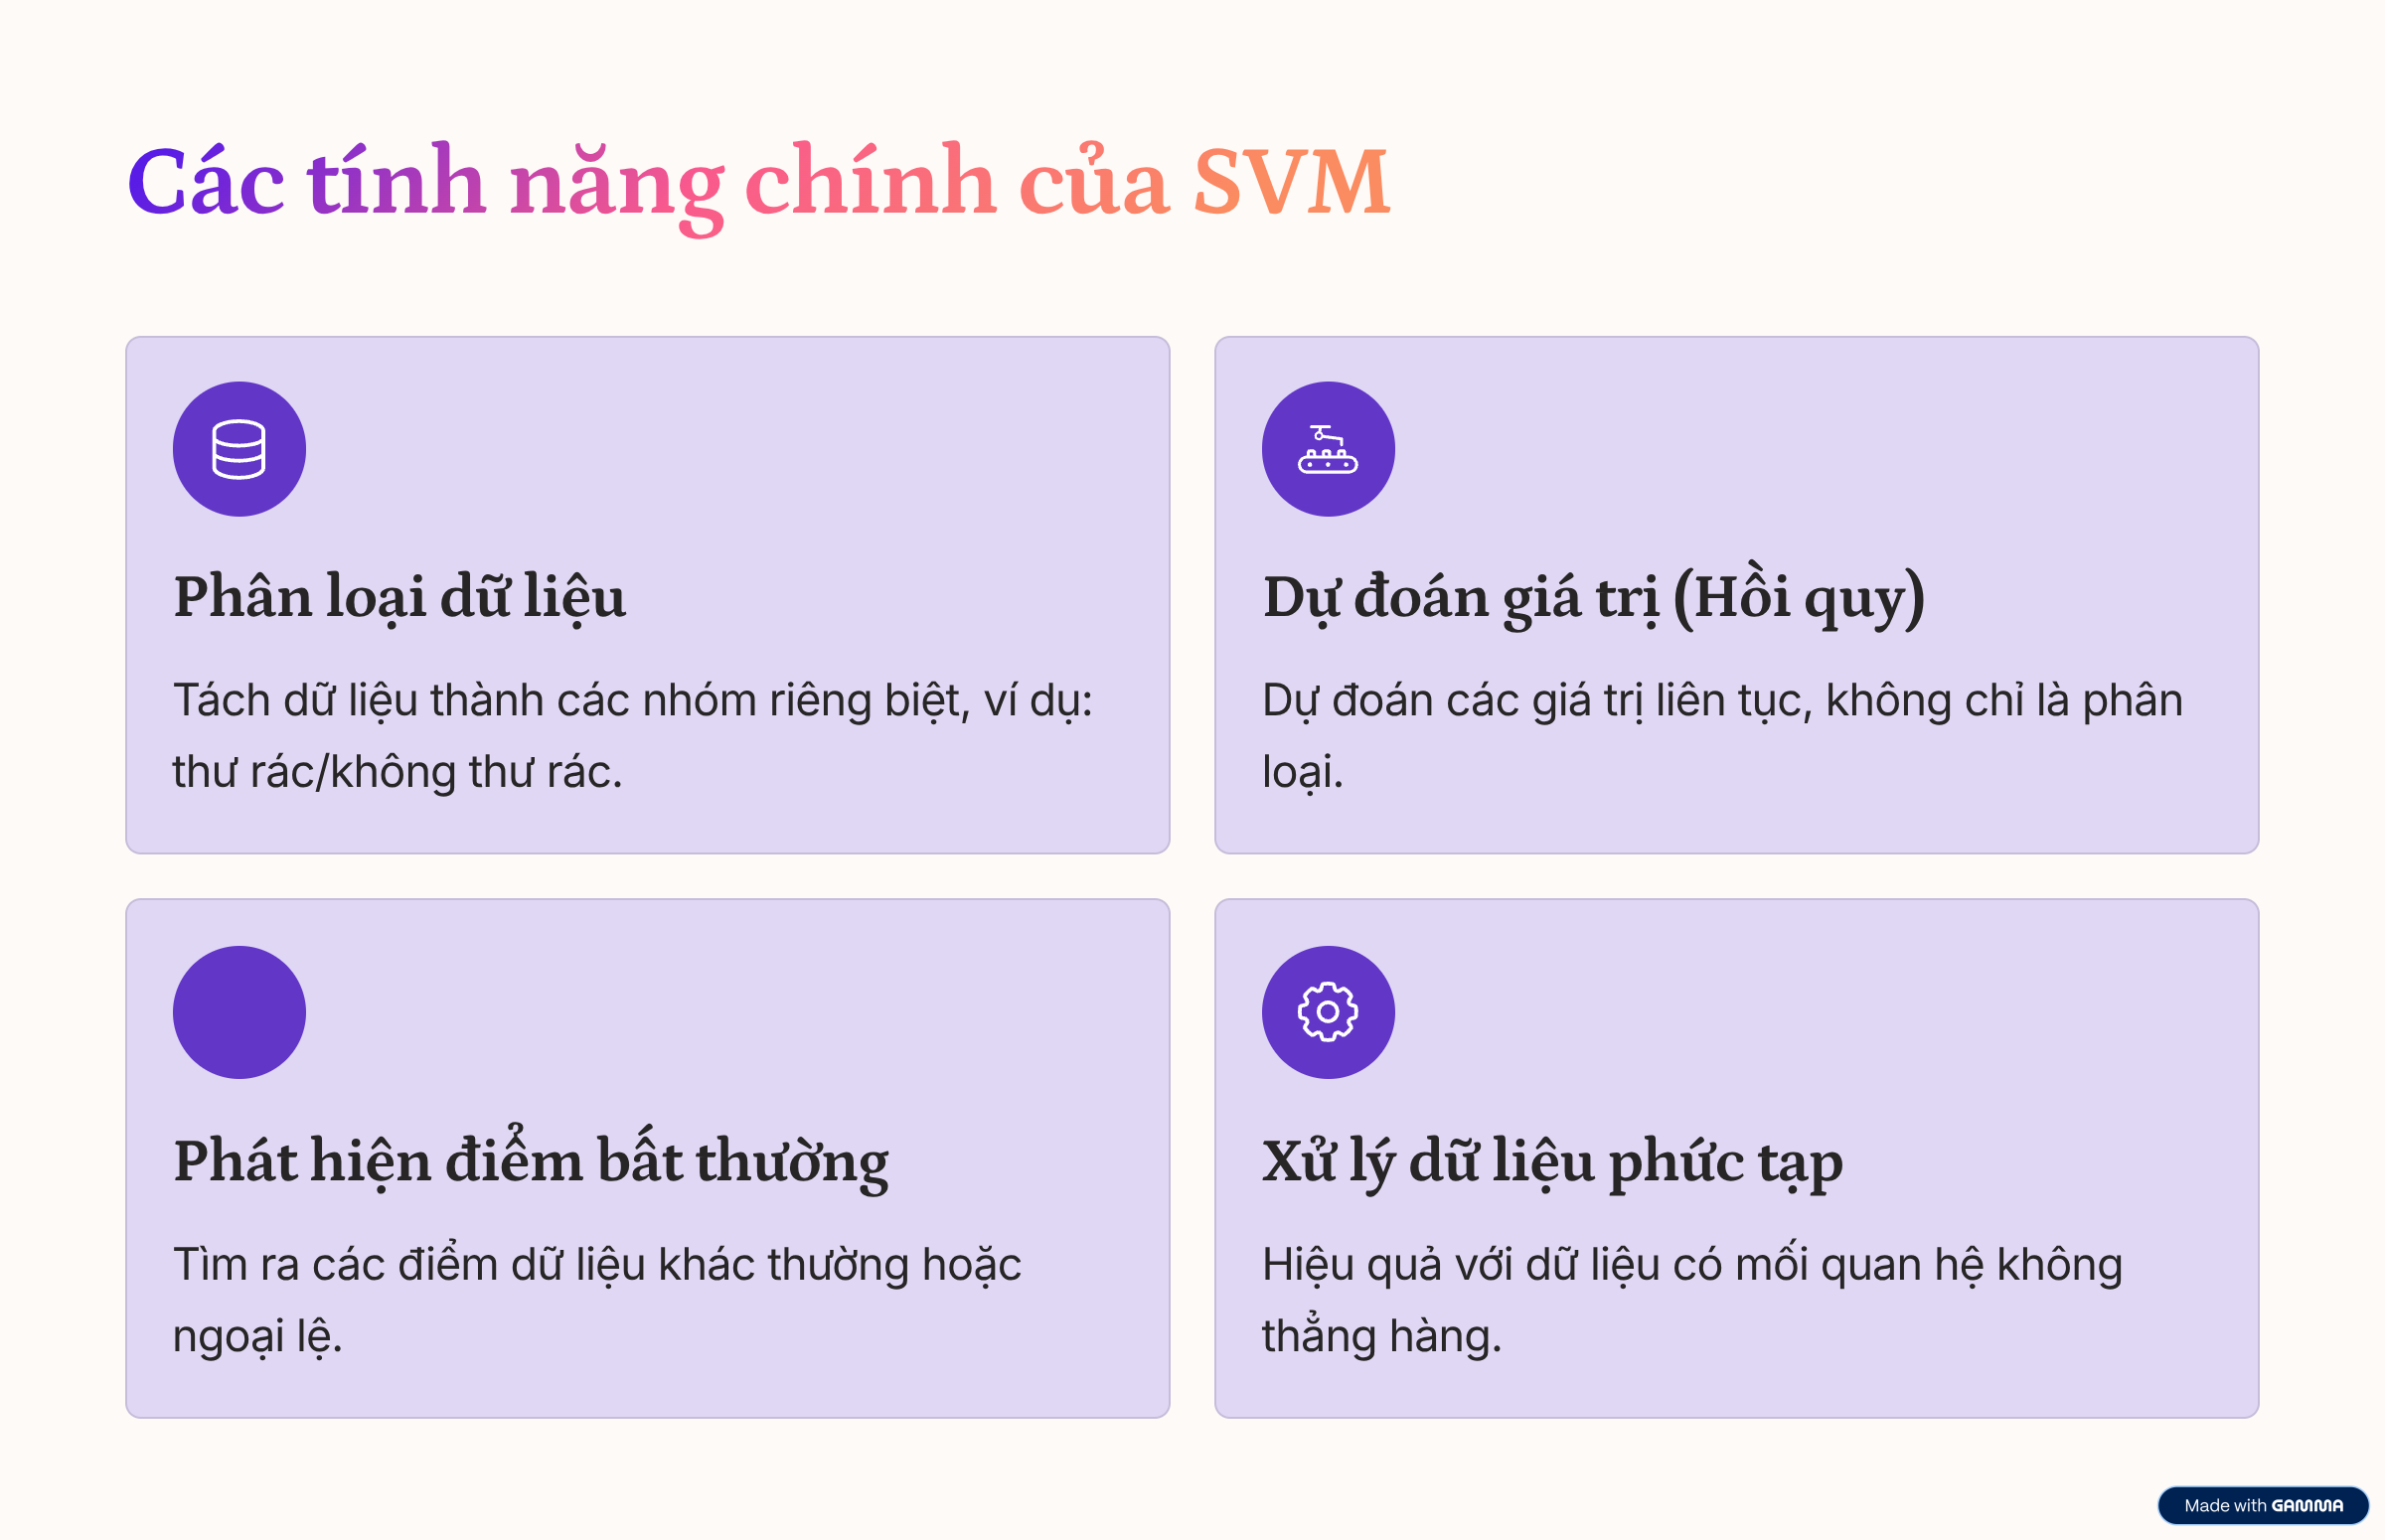 Các tính năng chính của SVM
Phân loại dữ liệu
Tách dữ liệu thành các nhóm riêng biệt, ví dụ:
thư rác/không thư rác.
Dự đoán giá trị (Hồi quy)
Dự đoán các giá trị liên tục, không chỉ là phân
loại.
Phát hiện điểm bất thường
Tìm ra các điểm dữ liệu khác thường hoặc
ngoại lệ.
Xử lý dữ liệu phức tạp
Hiệu quả với dữ liệu có mối quan hệ không
thẳng hàng.
Made with GAMMA